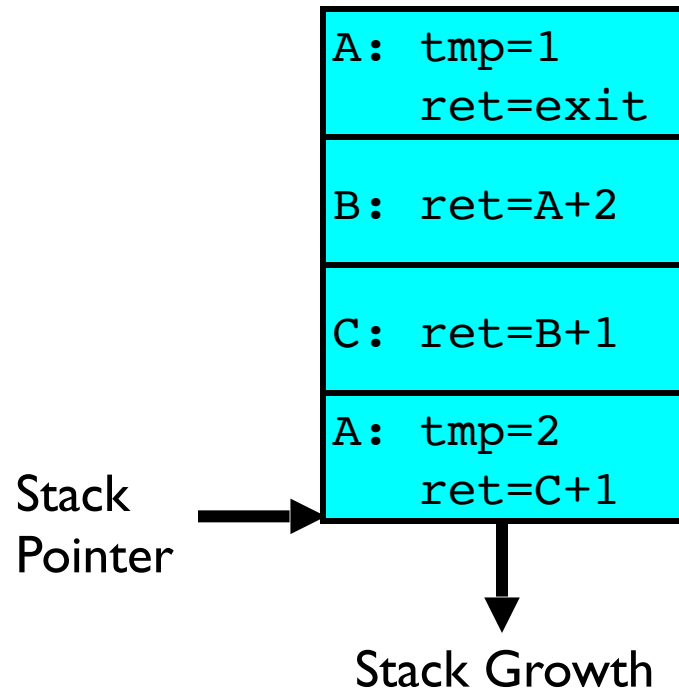 A: tmp=1
ret=exit
B: ret=A+2
C: ret=B+1
A: tmp=2
ret=C+1
Stack
Pointer
Stack Growth